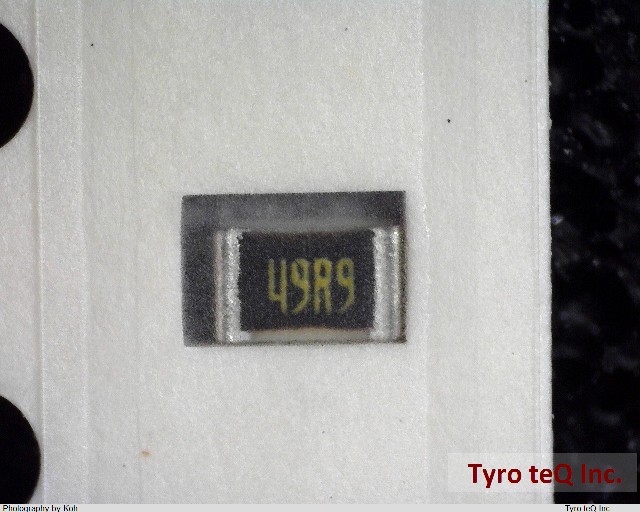 49R9
Tyro teQ Inc.
Photography by Koh
Tyro teQ Inc